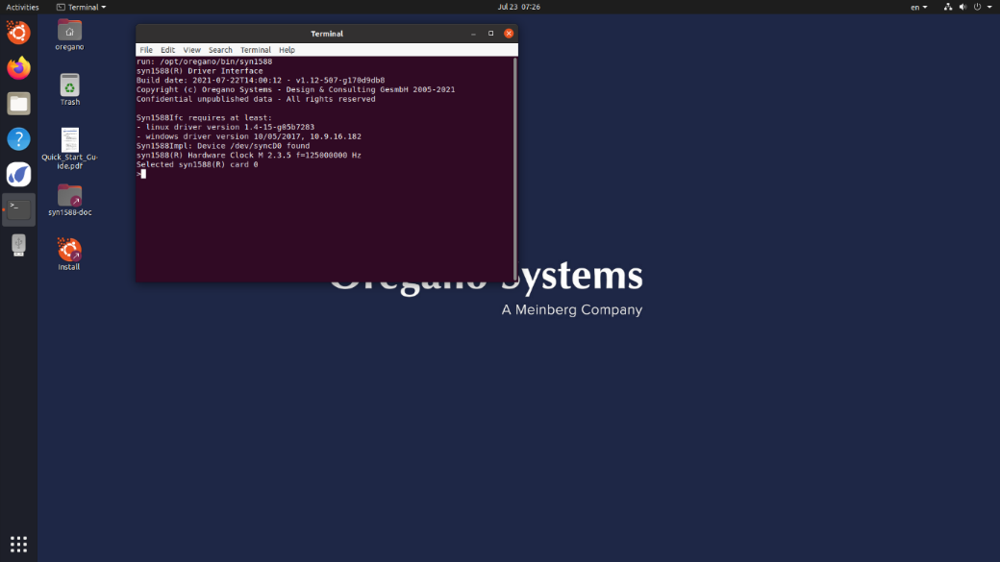 Activities
Terminal
Jul 23 07:26
en
oregano
Trash
Quick_Start_Gu-
ide.pdf
syn1588-doc
Install
Terminal
File Edit View Search Terminal Help
run: /opt/oregano/bin/syn1588
syn1588(R) Driver Interface
Build date: 2021-07-22T14:00:12 - v1.12-507-g170d9db8
Copyright (c) Oregano Systems - Design & Consulting GesmbH 2005-2021
Confidential unpublished data - All rights reserved
Syn1588Ifc requires at least:
- linux driver version 1.4-15-g05b7283
- windows driver version 10/05/2017, 10.9.16.182
Syn1588Impl: Device /dev/syncD0 found
syn1588(R) Hardware Clock M 2.3.5 f=125000000 Hz
Selected syn1588(R) card 0
>
Oregano Systems
A Meinberg Company